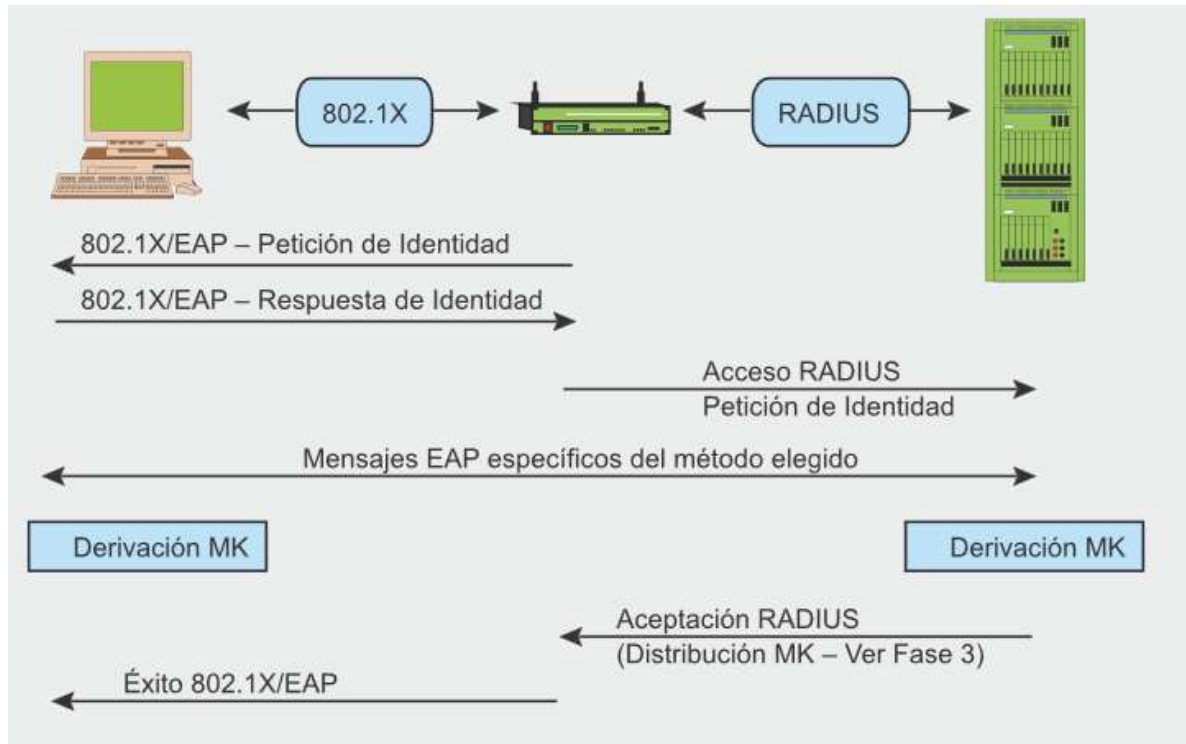 802.1X
RADIUS
802.1X/EAP – Petición de Identidad
802.1X/EAP – Respuesta de Identidad
Acceso RADIUS
Petición de Identidad
Mensajes EAP específicos del método elegido
Derivación MK
Derivación MK
Aceptación RADIUS
(Distribución MK – Ver Fase 3)
Éxito 802.1X/EAP